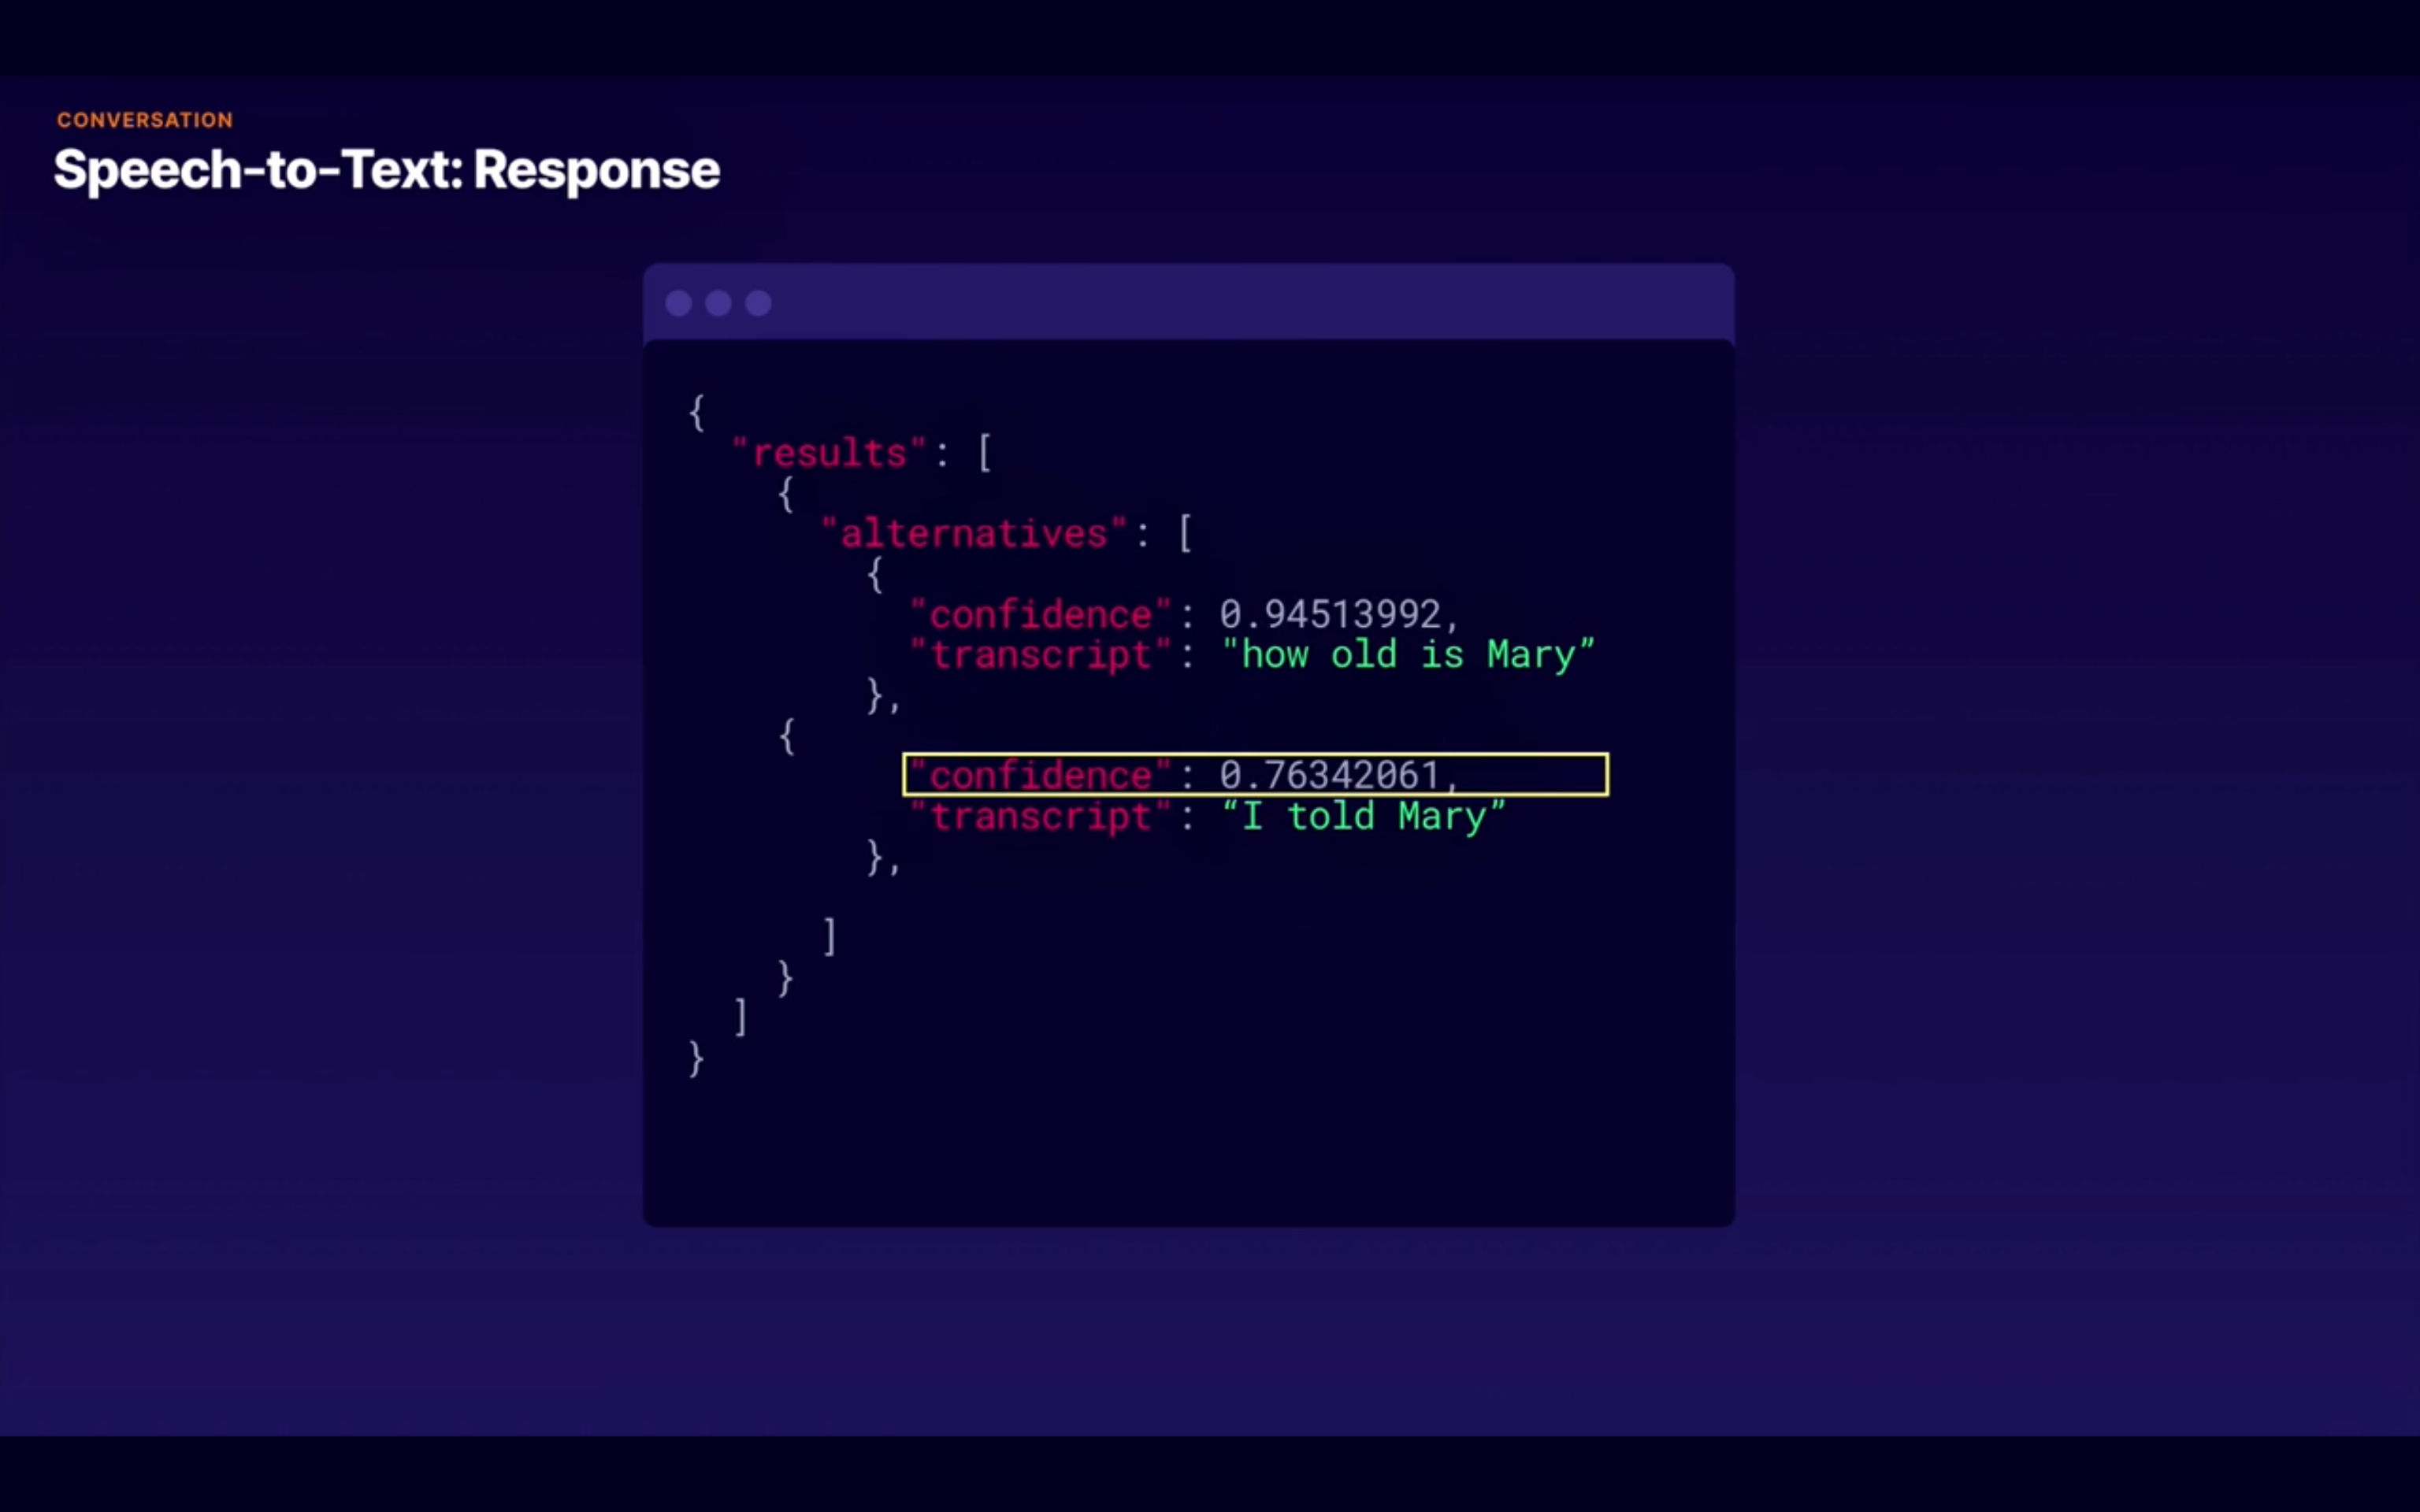 CONVERSATION
Speech-to-Text: Response
{
"results": [
{
"alternatives": [
{
"confidence": 0.94513992,
"transcript": "how old is Mary”
},
{
"confidence": 0.76342061,
"transcript": “I told Mary”
},
]
}
]
}